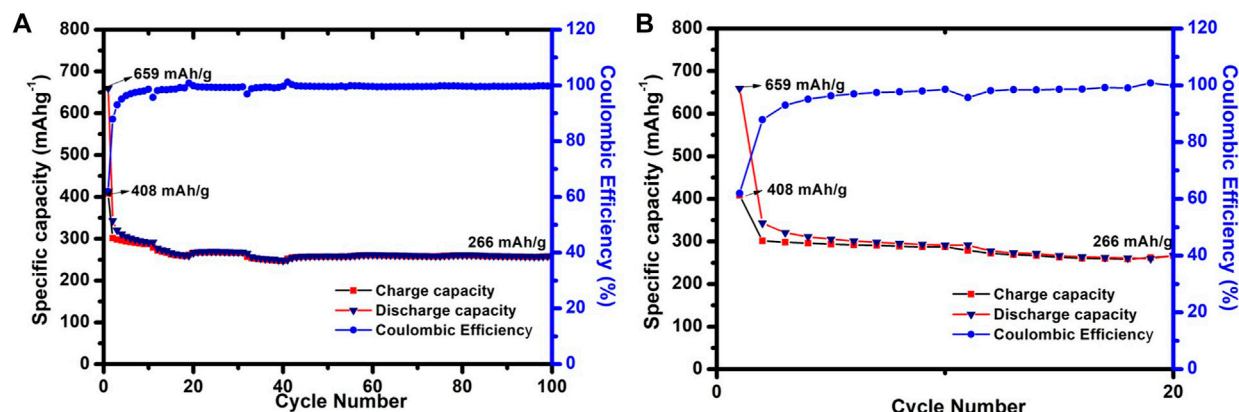 A
800
700
600
500
400
300
200
100
0
Specific capacity (mAhg-1)
659 mAh/g
408 mAh/g
266 mAh/g
Charge capacity
Discharge capacity
Coulombic Efficiency
0 20 40 60 80 100
Cycle Number
120
100
80
60
40
20
0
Coulombic Efficiency (%)
B
800
700
600
500
400
300
200
100
0
Specific capacity (mAhg-1)
659 mAh/g
408 mAh/g
266 mAh/g
Charge capacity
Discharge capacity
Coulombic Efficiency
0 20
Cycle Number
120
100
80
60
40
20
0
Coulombic Efficiency (%)